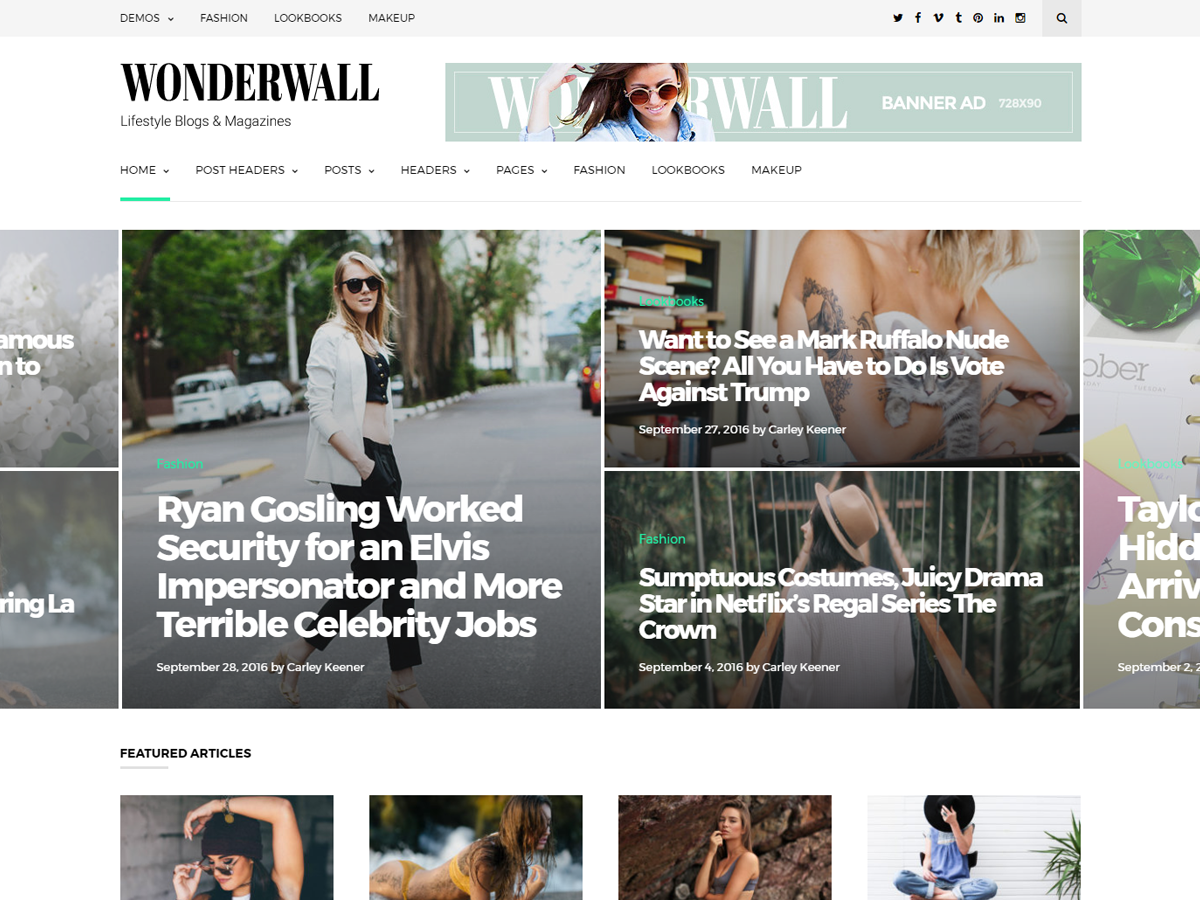 DEMOS FASHION LOOKBOOKS MAKEUP
WONDERWALL
Lifestyle Blogs & Magazines
BANNER AD 728X90
HOME POST HEADERS POSTS HEADERS PAGES FASHION LOOKBOOKS MAKEUP
amous
n to
ring La
Fashion
Ryan Gosling Worked
Security for an Elvis
Impersonator and More
Terrible Celebrity Jobs
September 28, 2016 by Carley Keener
Lookbooks
Want to See a Mark Ruffalo Nude
Scene? All You Have to Do Is Vote
Against Trump
September 27, 2016 by Carley Keener
Fashion
Sumptuous Costumes, Juicy Drama
Star in Netflix's Regal Series The
Crown
September 4, 2016 by Carley Keener
ober
TUESDAY
Lookbooks
Taylo
Hidd
Arriv
Cons
September 2, 2
FEATURED ARTICLES